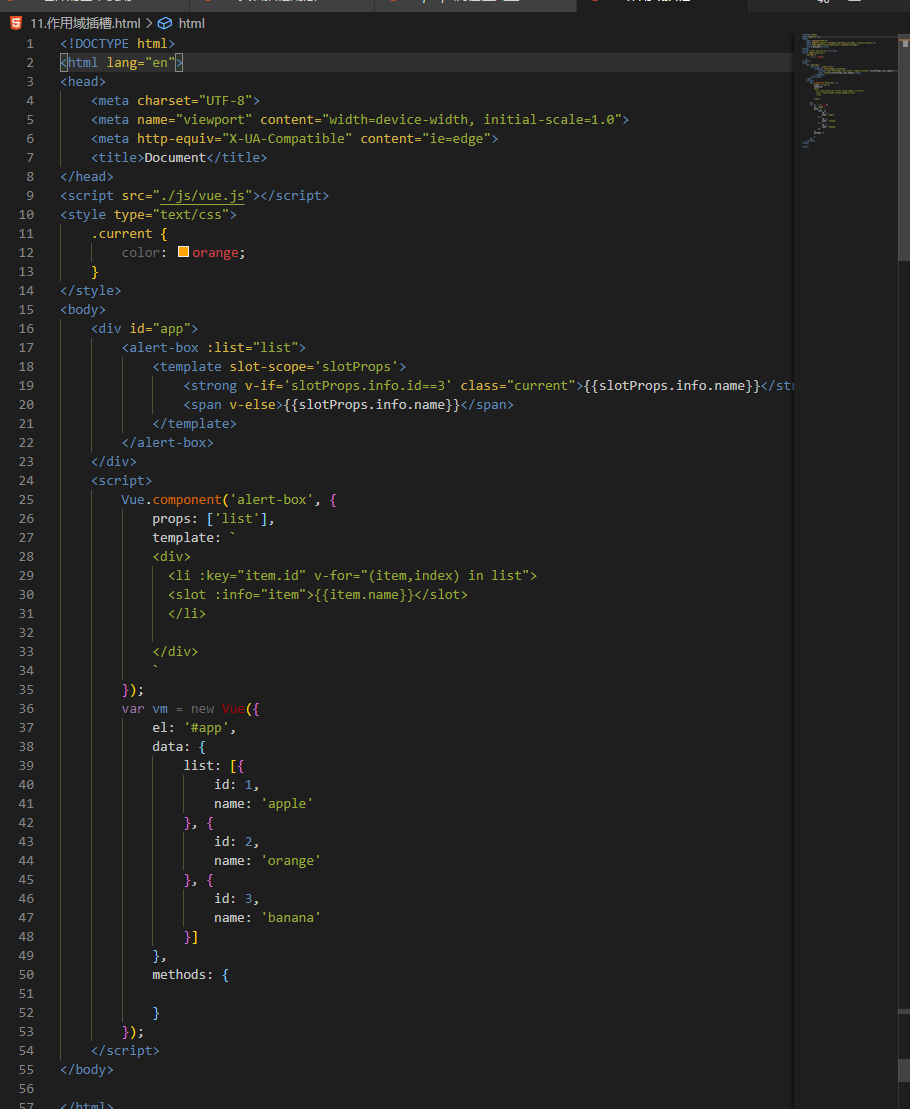 11.作用域插槽.html > html
1 <!DOCTYPE html>
2 <html lang="en">
3 <head>
4     <meta charset="UTF-8">
5     <meta name="viewport" content="width=device-width, initial-scale=1.0">
6     <meta http-equiv="X-UA-Compatible" content="ie=edge">
7     <title>Document</title>
8 </head>
9 <script src="./js/vue.js"></script>
10 <style type="text/css">
11     .current {
12         color: orange;
13     }
14 </style>
15 <body>
16     <div id="app">
17         <alert-box :list="list">
18             <template slot-scope='slotProps'>
19                 <strong v-if='slotProps.info.id==3' class="current">{{slotProps.info.name}}</str
20                 <span v-else>{{slotProps.info.name}}</span>
21             </template>
22         </alert-box>
23     </div>
24     <script>
25         Vue.component('alert-box', {
26             props: ['list'],
27             template: `
28             <div>
29               <li :key="item.id" v-for="(item,index) in list">
30               <slot :info="item">{{item.name}}</slot>
31               </li>
32
33             </div>
34             `
35         });
36         var vm = new Vue({
37             el: '#app',
38             data: {
39                 list: [{
40                     id: 1,
41                     name: 'apple'
42                 }, {
43                     id: 2,
44                     name: 'orange'
45                 }, {
46                     id: 3,
47                     name: 'banana'
48                 }]
49             },
50             methods: {
51
52             }
53         });
54     </script>
55 </body>
56
57 </html>